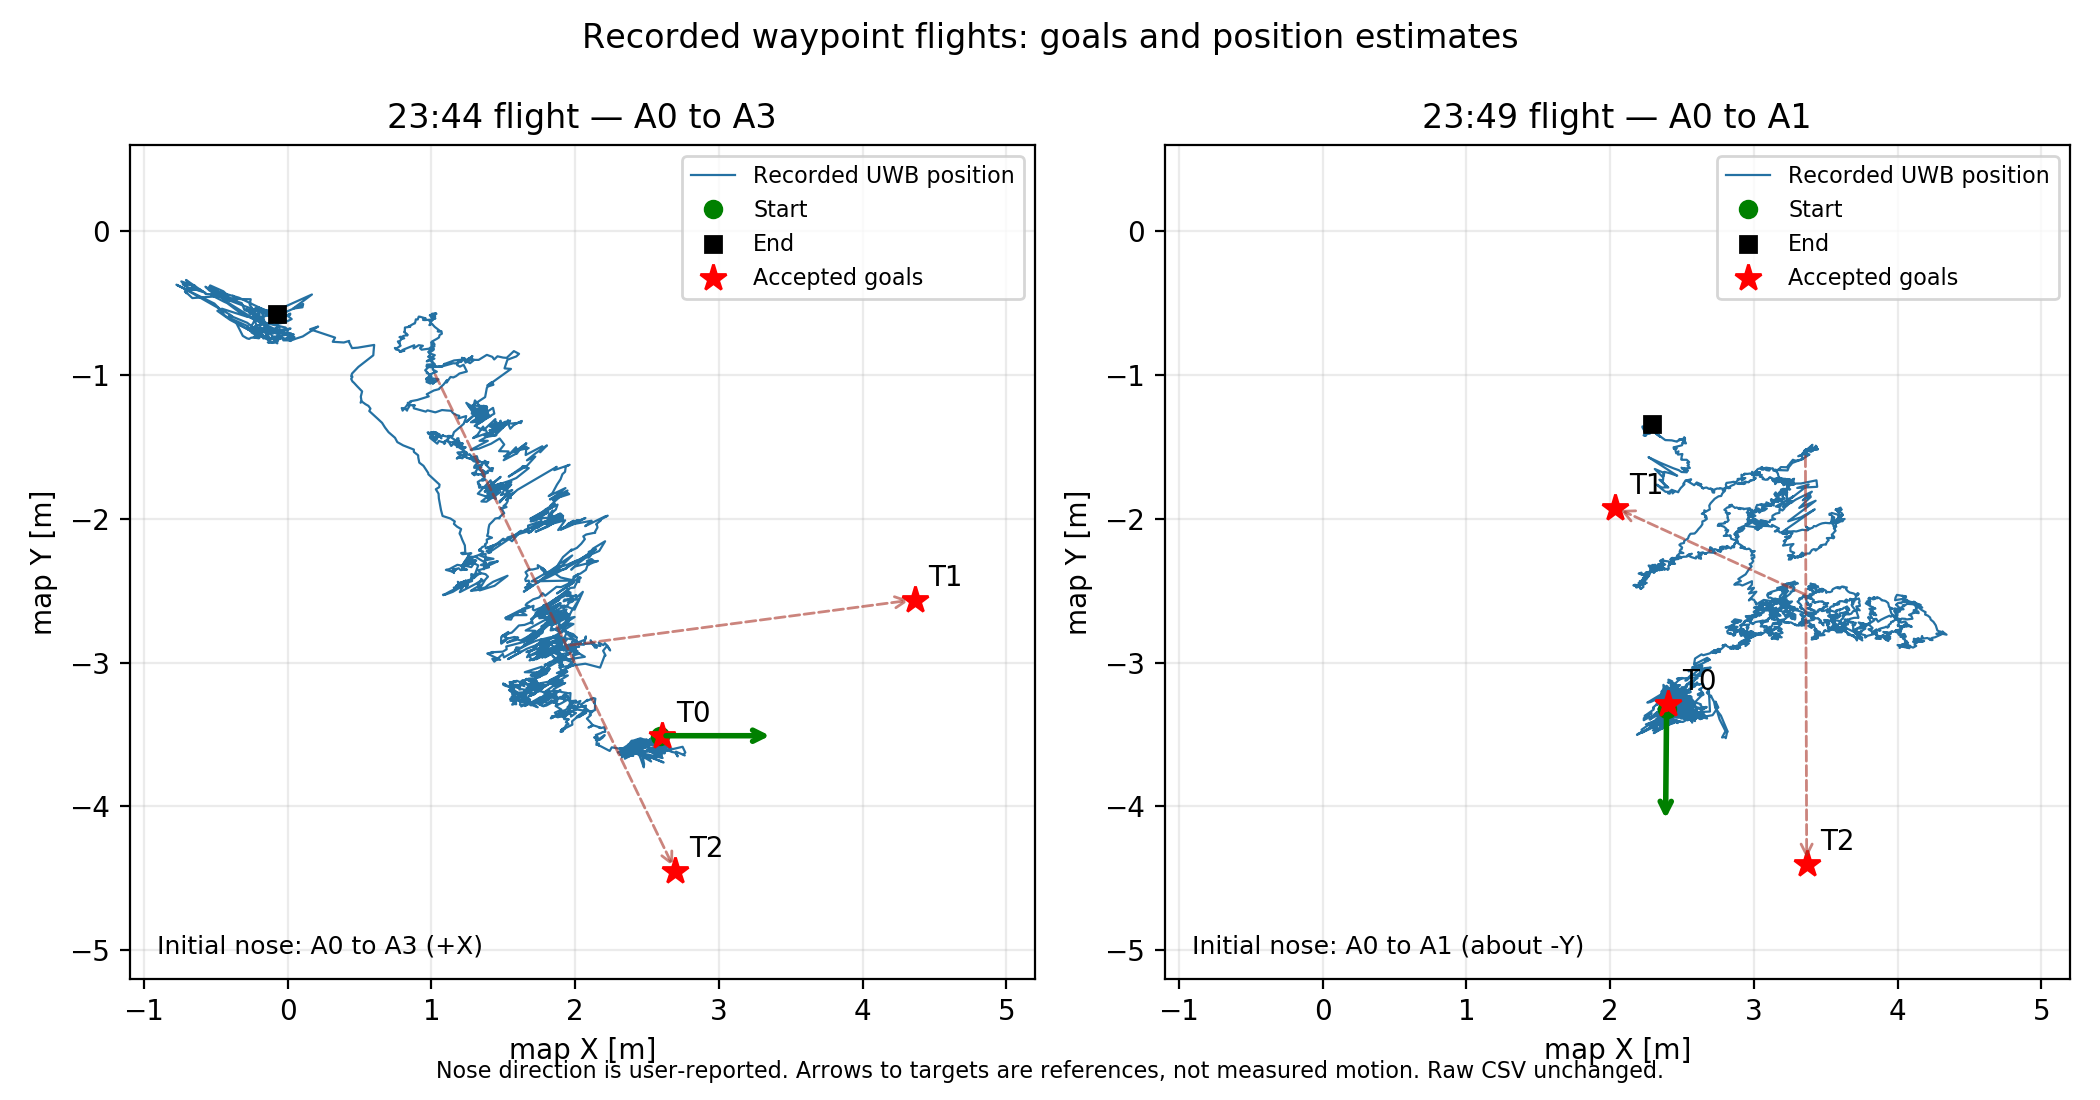 Recorded waypoint flights: goals and position estimates
23:44 flight — A0 to A3
Recorded UWB position
Start
End
Accepted goals
T1
T0
T2
Initial nose: A0 to A3 (+X)
0
−1
−2
−3
−4
−5
−1 0 1 2 3 4 5
map X [m]
map Y [m]
23:49 flight — A0 to A1
Recorded UWB position
Start
End
Accepted goals
T1
T0
T2
Initial nose: A0 to A1 (about -Y)
0
−1
−2
−3
−4
−5
−1 0 1 2 3 4 5
map X [m]
map Y [m]
Nose direction is user-reported. Arrows to targets are references, not measured motion. Raw CSV unchanged.